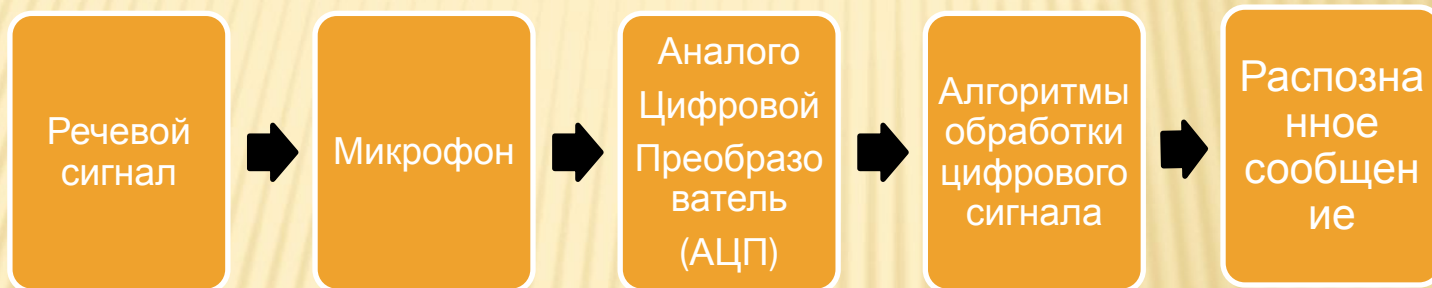 Речевой
сигнал
Микрофон
Аналого
Цифровой
Преобразо
ватель
(АЦП)
Алгоритмы
обработки
цифрового
сигнала
Распозна
нное
сообщен
ие